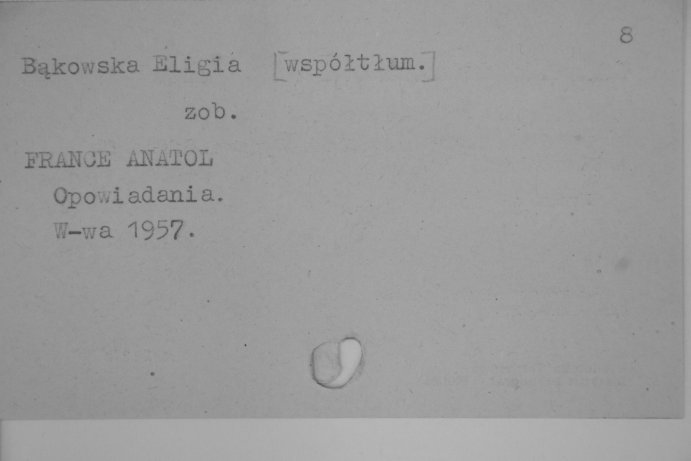 8
Bąkowska Eligia [współtłum.]
zob.
FRANCE ANATOL
Opowiadania.
W-wa 1957.